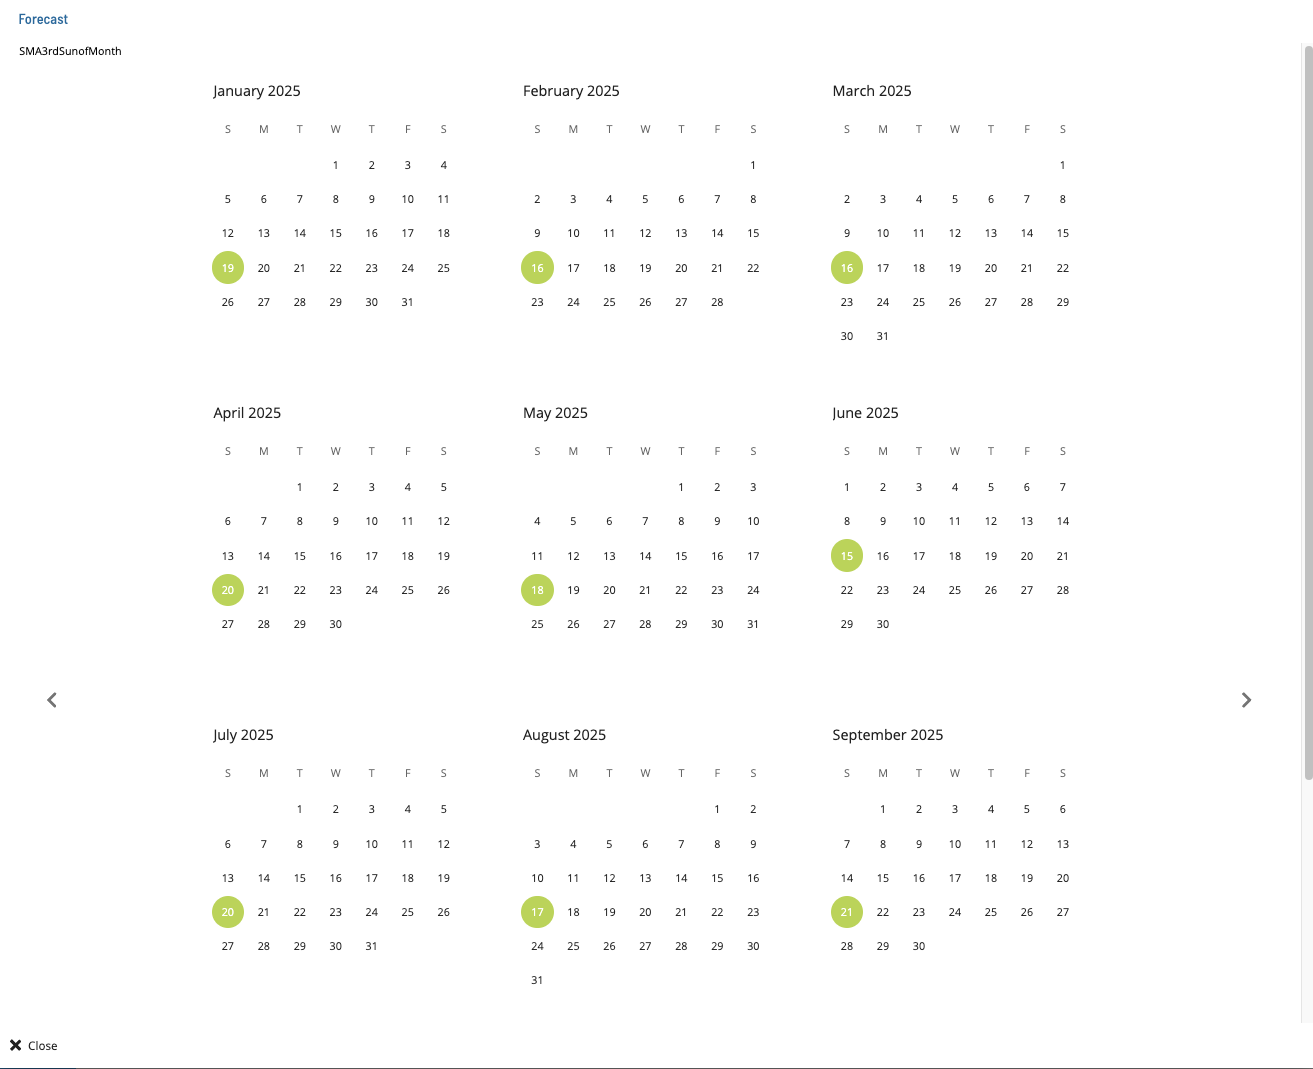 Forecast
SMA3rdSunofMonth
January 2025
S M T W T F S
1 2 3 4
5 6 7 8 9 10 11
12 13 14 15 16 17 18
19 20 21 22 23 24 25
26 27 28 29 30 31
February 2025
S M T W T F S
1
2 3 4 5 6 7 8
9 10 11 12 13 14 15
16 17 18 19 20 21 22
23 24 25 26 27 28
March 2025
S M T W T F S
1
2 3 4 5 6 7 8
9 10 11 12 13 14 15
16 17 18 19 20 21 22
23 24 25 26 27 28 29
30 31
April 2025
S M T W T F S
1 2 3 4 5
6 7 8 9 10 11 12
13 14 15 16 17 18 19
20 21 22 23 24 25 26
27 28 29 30
May 2025
S M T W T F S
1 2 3
4 5 6 7 8 9 10
11 12 13 14 15 16 17
18 19 20 21 22 23 24
25 26 27 28 29 30 31
June 2025
S M T W T F S
1 2 3 4 5 6 7
8 9 10 11 12 13 14
15 16 17 18 19 20 21
22 23 24 25 26 27 28
29 30
July 2025
S M T W T F S
1 2 3 4 5
6 7 8 9 10 11 12
13 14 15 16 17 18 19
20 21 22 23 24 25 26
27 28 29 30 31
August 2025
S M T W T F S
1 2
3 4 5 6 7 8 9
10 11 12 13 14 15 16
17 18 19 20 21 22 23
24 25 26 27 28 29 30
31
September 2025
S M T W T F S
1 2 3 4 5 6
7 8 9 10 11 12 13
14 15 16 17 18 19 20
21 22 23 24 25 26 27
28 29 30
Close